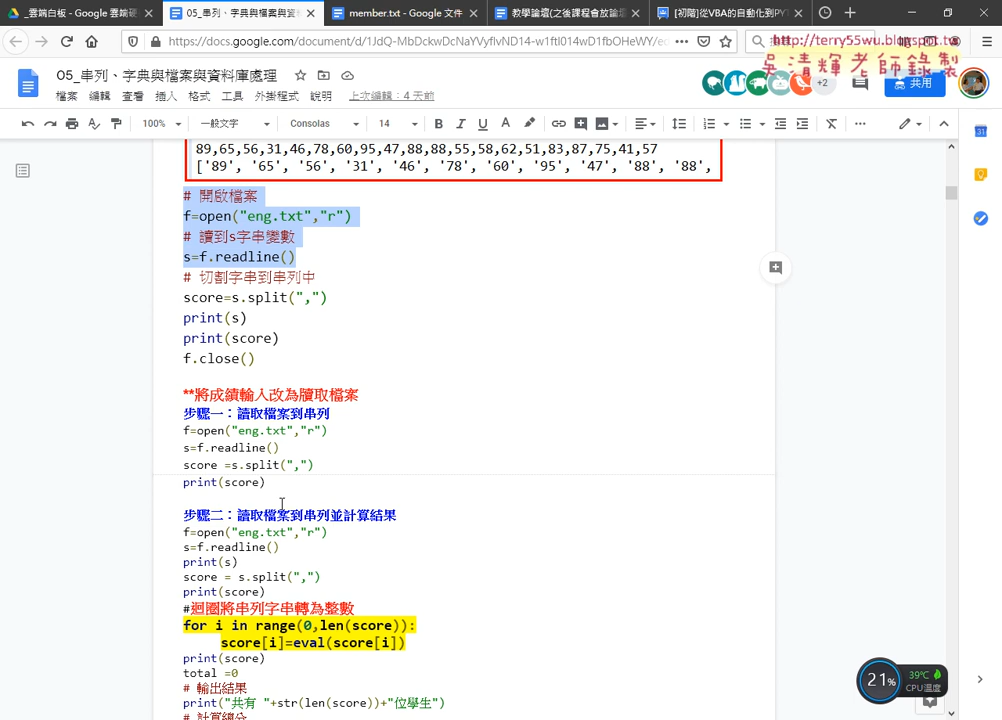 _雲端白板 - Google 雲端硬
05_串列、字典與檔案與資
member.txt - Google 文件
教學論壇(之後課程會放論壇
[初階]從VBA的自動化到PY
https://docs.google.com/document/d/1JdQ-MbDckwDcNaYVyflvND14-w1ftI014wD1fbOHeWY/e
http://terry55wu.blogspot.tw
吳清輝老師錄製
05_串列、字典與檔案與資料庫處理
+2
共用
檔案 編輯 查看 插入 格式 工具 外掛程式 說明 上次編輯：4 天前
100% 一般文字 Consolas 14 B I U A
89,65,56,31,46,78,60,95,47,88,88,55,58,62,51,83,87,75,41,57
['89', '65', '56', '31', '46', '78', '60', '95', '47', '88', '88',
# 開啟檔案
f=open("eng.txt","r")
# 讀到s字串變數
s=f.readline()
# 切割字串到串列中
score=s.split(",")
print(s)
print(score)
f.close()
**將成績輸入改為牘取檔案
步驟一：讀取檔案到串列
f=open("eng.txt","r")
s=f.readline()
score =s.split(",")
print(score)
步驟二：讀取檔案到串列並計算結果
f=open("eng.txt","r")
s=f.readline()
print(s)
score = s.split(",")
print(score)
#迴圈將串列字串轉為整數
for i in range(0,len(score)):
score[i]=eval(score[i])
print(score)
total =0
# 輸出結果
print("共有 "+str(len(score))+"位學生")
# 計算總分
21%
39℃
CPU溫度